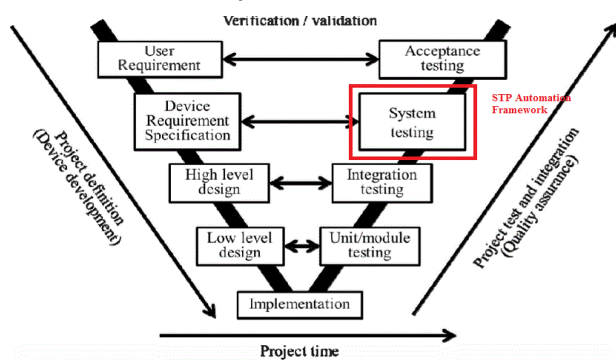 Verification / validation
User
Requirement
Acceptance
testing
STP Automation
Framework
Device
Requirement
Specification
System
testing
Project definition
(Device development)
High level
design
Integration
testing
Project test and integration
(Quality assurance)
Low level
design
Unit/module
testing
Implementation
Project time